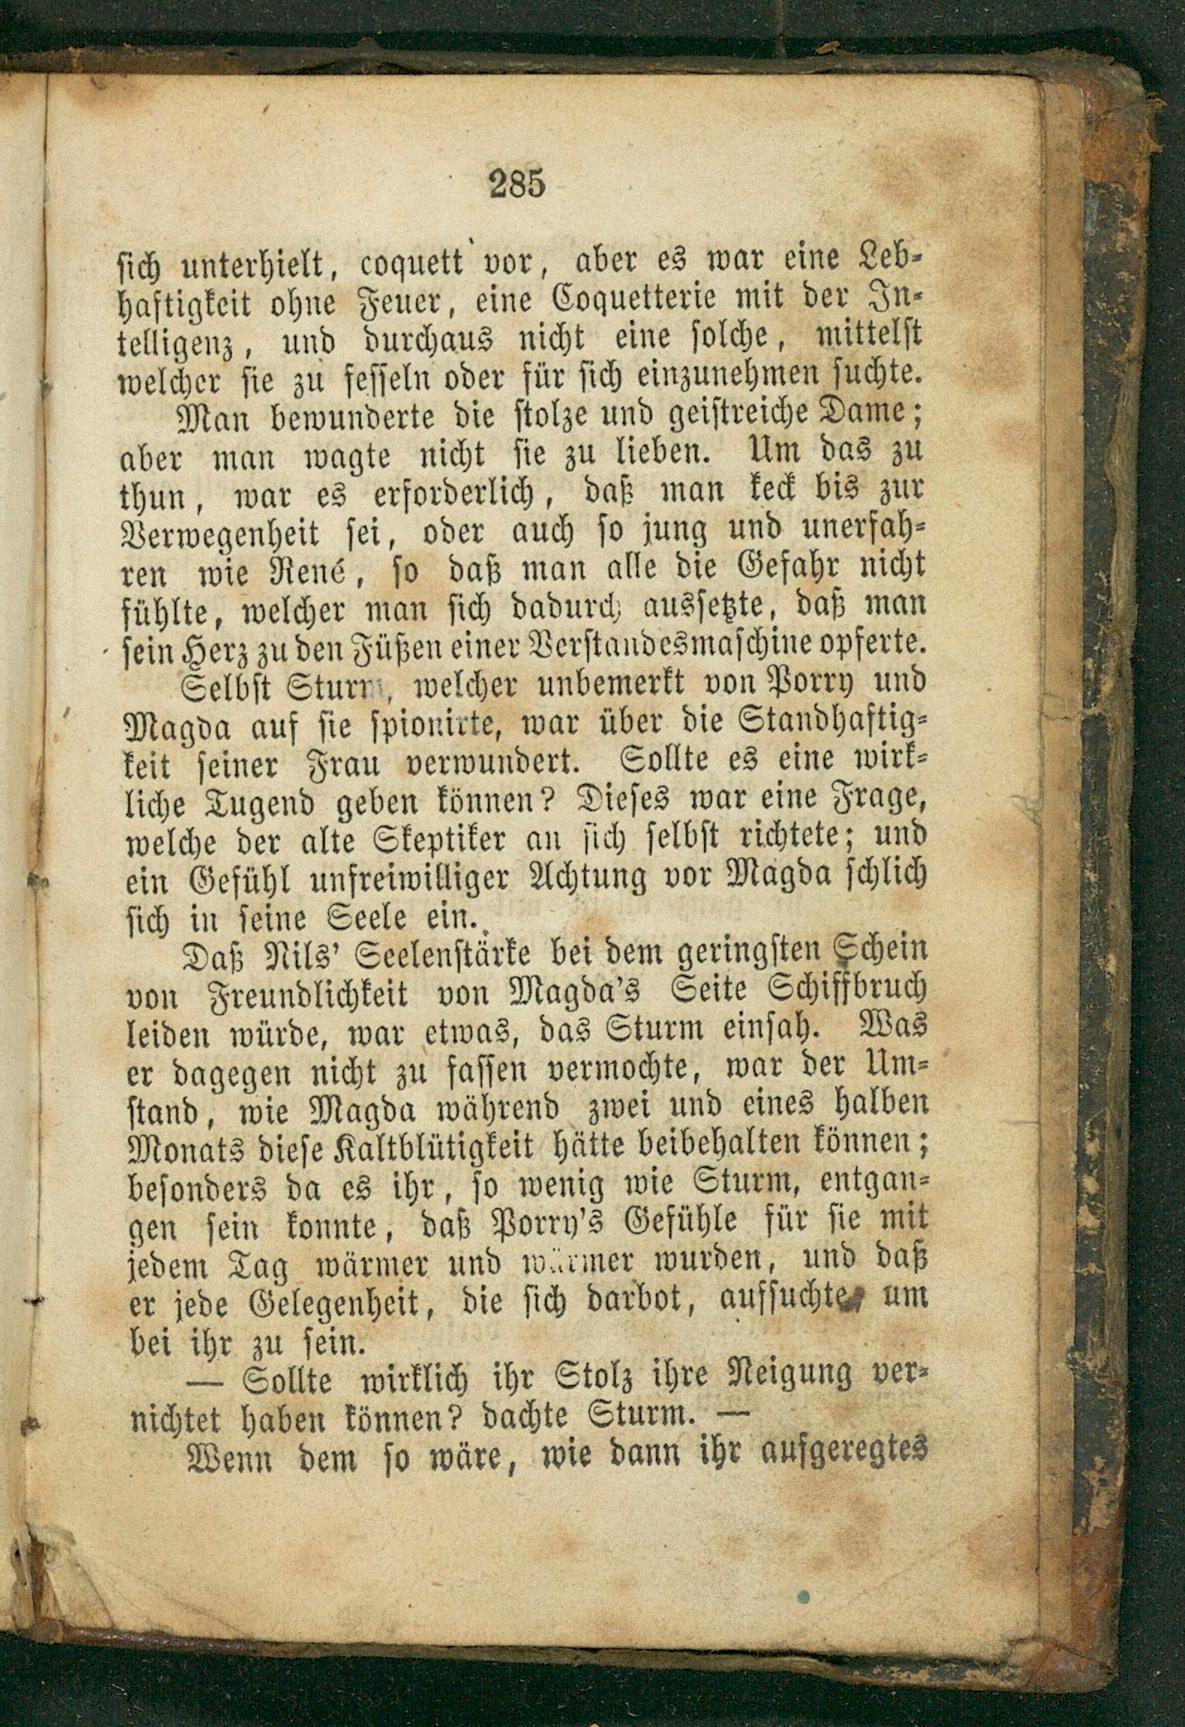 285
sich unterhielt, coquett vor, aber es war eine Leb-
haftigkeit ohne Feuer, eine Coquetterie mit der In-
telligenz, und durchaus nicht eine solche, mittelst
welcher sie zu fesseln oder für sich einzunehmen suchte.
Man bewunderte die stolze und geistreiche Dame;
aber man wagte nicht sie zu lieben. Um das zu
thun, war es erforderlich, daß man keck bis zur
Verwegenheit sei, oder auch so jung und unerfah-
ren wie René, so daß man alle die Gefahr nicht
fühlte, welcher man sich dadurch aussetzte, daß man
sein Herz zu den Füßen einer Verstandesmaschine opferte.
Selbst Sturm, welcher unbemerkt von Porry und
Magda auf sie spionirte, war über die Standhaftig-
keit seiner Frau verwundert. Sollte es eine wirk-
liche Tugend geben können? Dieses war eine Frage,
welche der alte Skeptiker an sich selbst richtete; und
ein Gefühl unfreiwilliger Achtung vor Magda schlich
sich in seine Seele ein.
Daß Nils' Seelenstärke bei dem geringsten Schein
von Freundlichkeit von Magda's Seite Schiffbruch
leiden würde, war etwas, das Sturm einsah. Was
er dagegen nicht zu fassen vermochte, war der Um-
stand, wie Magda während zwei und eines halben
Monats diese Kaltblütigkeit hätte beibehalten können;
besonders da es ihr, so wenig wie Sturm, entgan-
gen sein konnte, daß Porry's Gefühle für sie mit
jedem Tag wärmer und wärmer wurden, und daß
er jede Gelegenheit, die sich darbot, aufsuchte, um
bei ihr zu sein.
— Sollte wirklich ihr Stolz ihre Neigung ver-
nichtet haben können? dachte Sturm. —
Wenn dem so wäre, wie dann ihr aufgeregtes